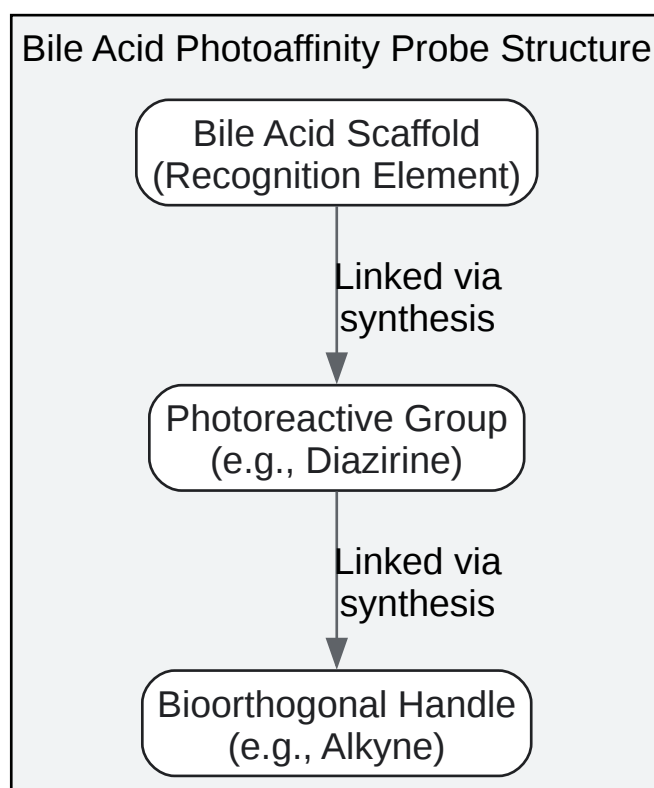 Bile Acid Photoaffinity Probe Structure
Bile Acid Scaffold
(Recognition Element)
Linked via
synthesis
Photoreactive Group
(e.g., Diazirine)
Linked via
synthesis
Bioorthogonal Handle
(e.g., Alkyne)